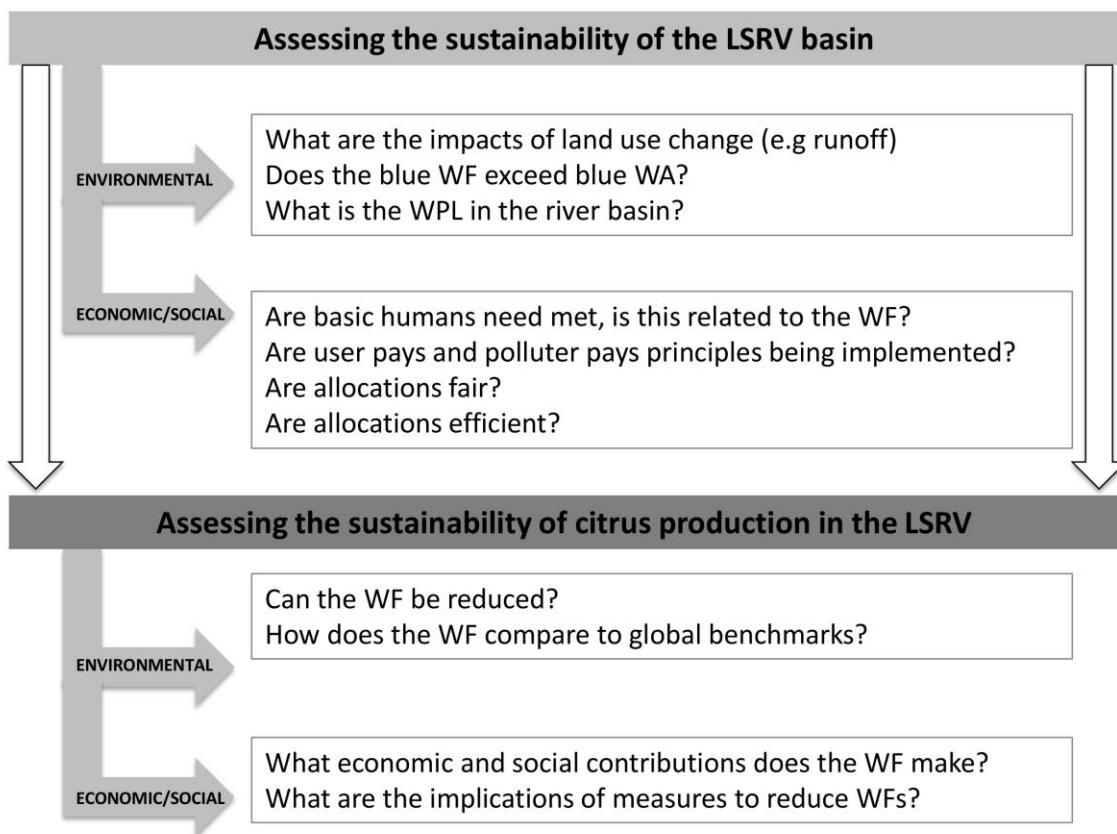 Assessing the sustainability of the LSRV basin
ENVIRONMENTAL
What are the impacts of land use change (e.g runoff)
Does the blue WF exceed blue WA?
What is the WPL in the river basin?
ECONOMIC/SOCIAL
Are basic humans need met, is this related to the WF?
Are user pays and polluter pays principles being implemented?
Are allocations fair?
Are allocations efficient?
Assessing the sustainability of citrus production in the LSRV
ENVIRONMENTAL
Can the WF be reduced?
How does the WF compare to global benchmarks?
ECONOMIC/SOCIAL
What economic and social contributions does the WF make?
What are the implications of measures to reduce WFs?